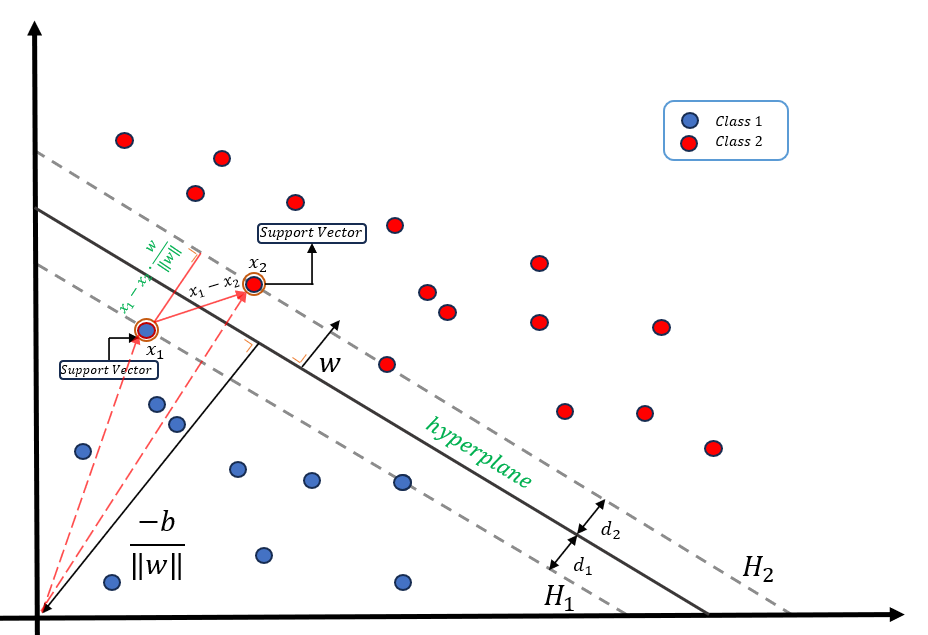 Class 1
Class 2
Support Vector
x₂
x₁ − x₂
x₁ − x₂ · w / ‖w‖
x₁
Support Vector
w
hyperplane
−b / ‖w‖
d₂
d₁
H₂
H₁